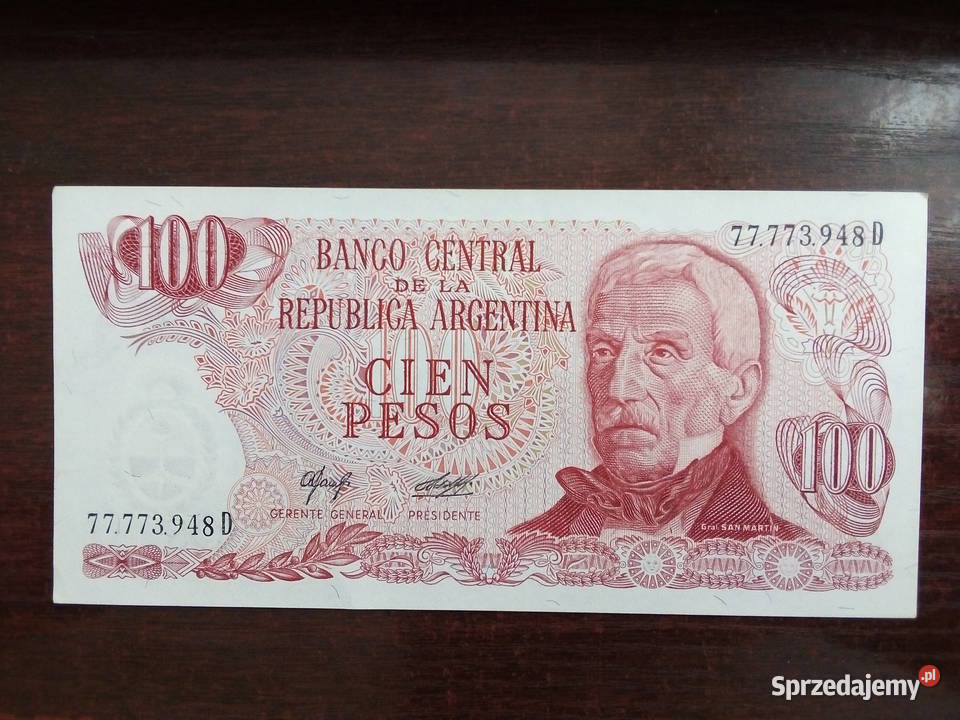 100
77.773.948 D
BANCO CENTRAL
DE LA
REPUBLICA ARGENTINA
100
CIEN
PESOS
100
GERENTE GENERAL
PRESIDENTE
Gral. SAN MARTIN
77.773.948 D
Sprzedajemy.pl